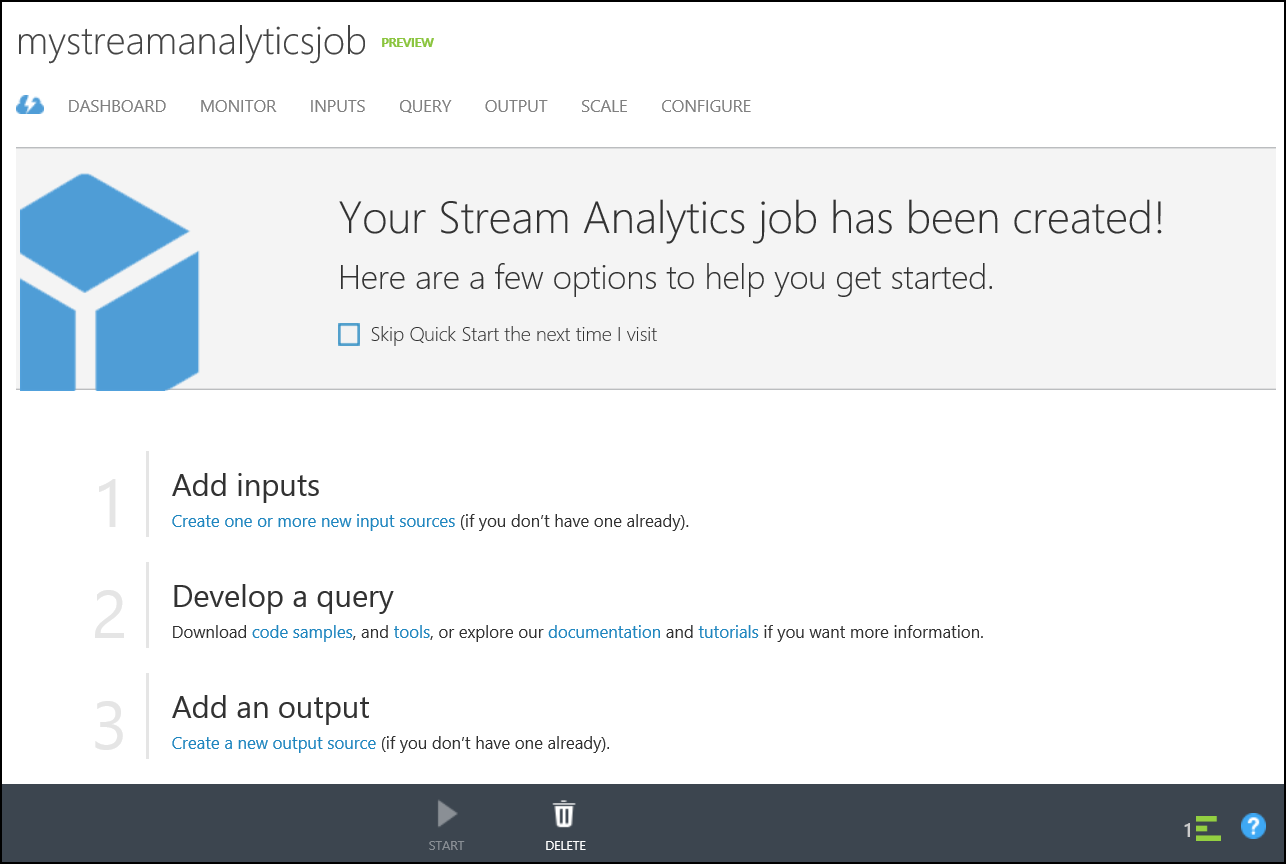 mystreamanalyticsjob PREVIEW
DASHBOARD MONITOR INPUTS QUERY OUTPUT SCALE CONFIGURE
Your Stream Analytics job has been created!
Here are a few options to help you get started.
Skip Quick Start the next time I visit
1 Add inputs
Create one or more new input sources (if you don’t have one already).
2 Develop a query
Download code samples, and tools, or explore our documentation and tutorials if you want more information.
3 Add an output
Create a new output source (if you don’t have one already).
START DELETE
1 ?